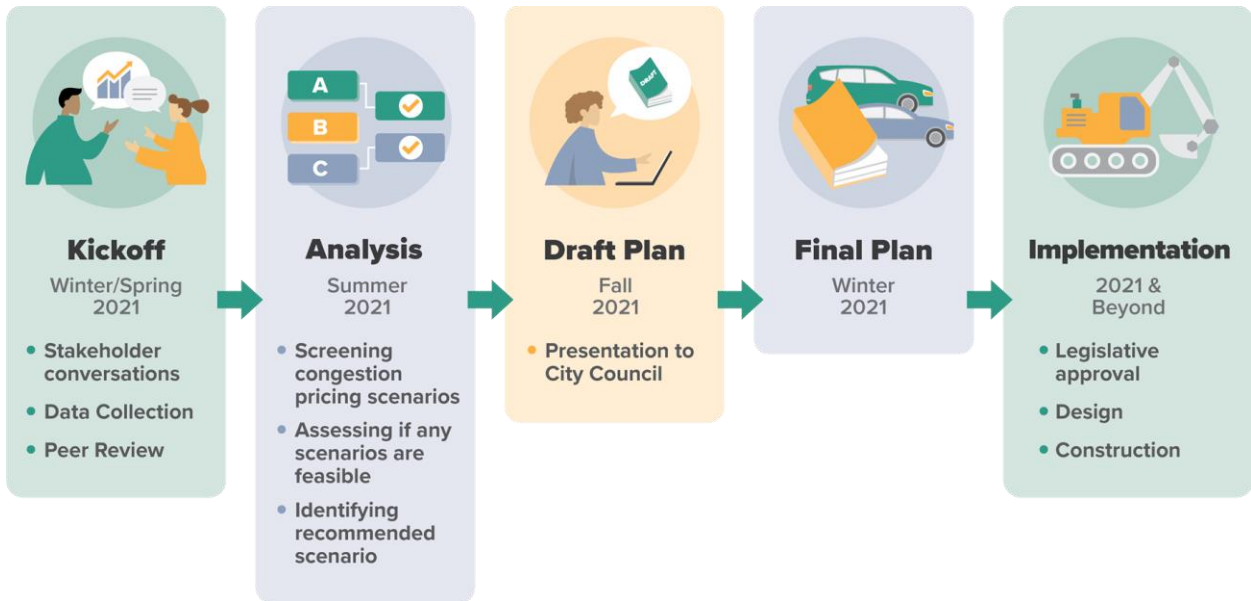 A
B
C
DRAFT
Kickoff
Winter/Spring
2021
• Stakeholder
conversations
• Data Collection
• Peer Review
Analysis
Summer
2021
• Screening
congestion
pricing scenarios
• Assessing if any
scenarios are
feasible
• Identifying
recommended
scenario
Draft Plan
Fall
2021
• Presentation to
City Council
Final Plan
Winter
2021
Implementation
2021 &
Beyond
• Legislative
approval
• Design
• Construction